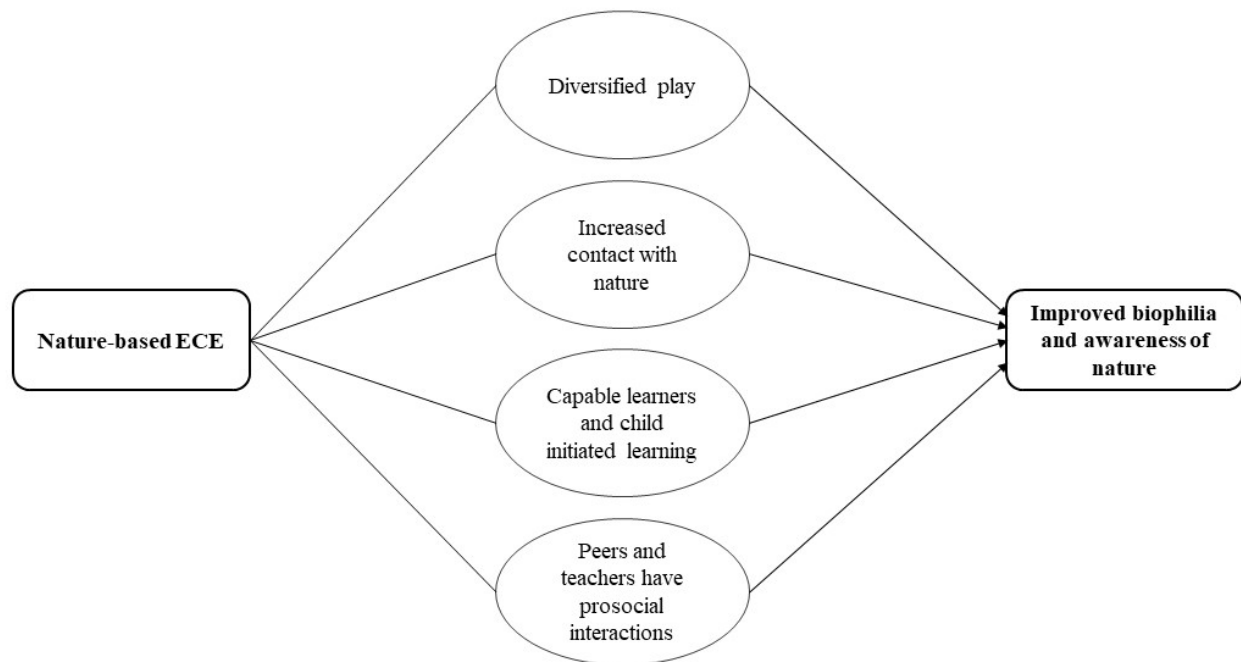 Diversified play
Increased
contact with
nature
Nature-based ECE
Improved biophilia
and awareness of
nature
Capable learners
and child
initiated learning
Peers and
teachers have
prosocial
interactions